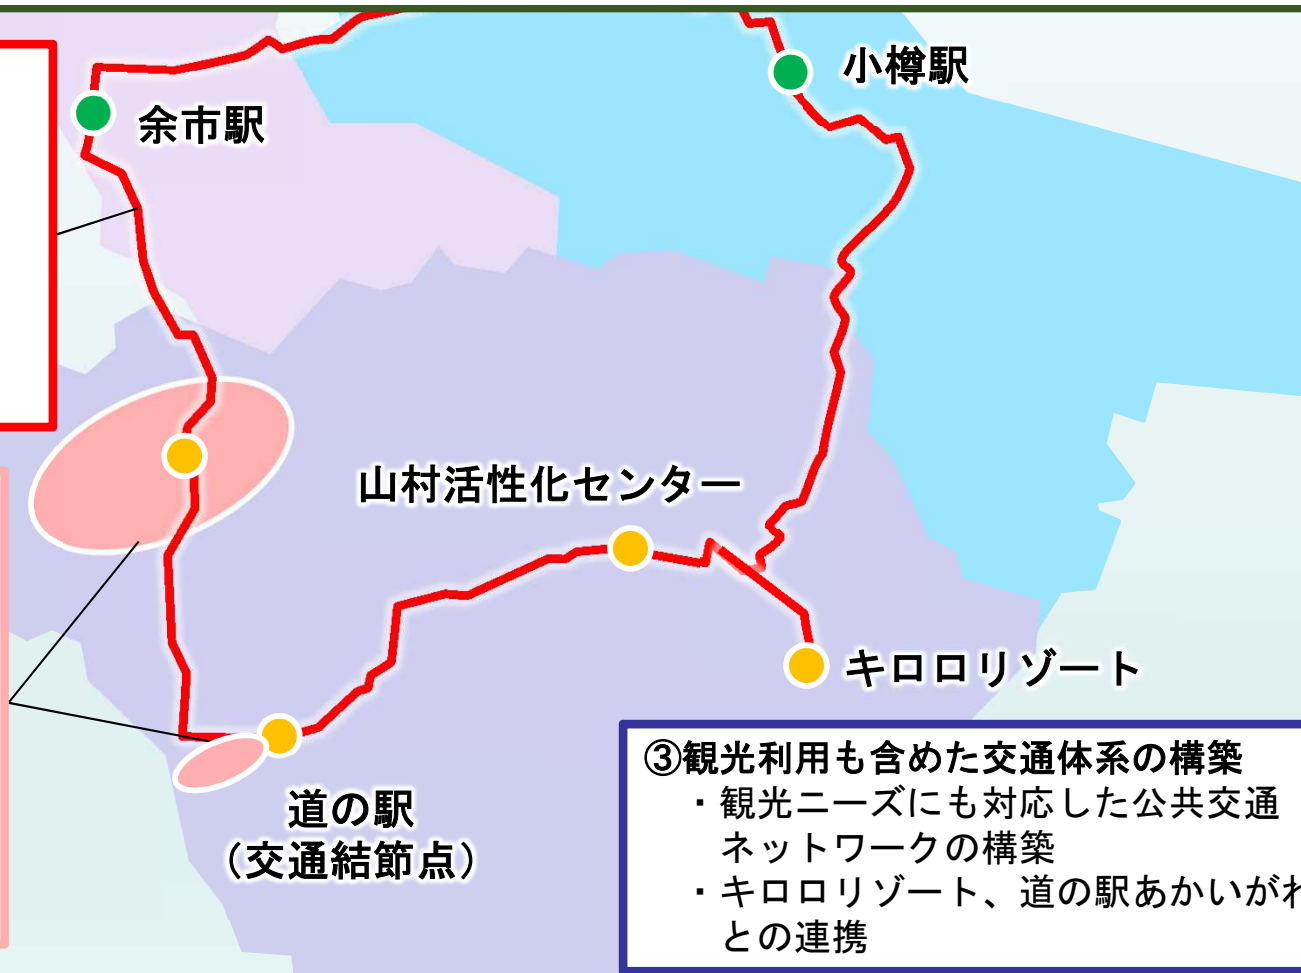 小樽駅
余市駅
山村活性化センター
キロロリゾート
道の駅
（交通結節点）
③観光利用も含めた交通体系の構築
・観光ニーズにも対応した公共交通
ネットワークの構築
・キロロリゾート、道の駅あかいがわ
との連携